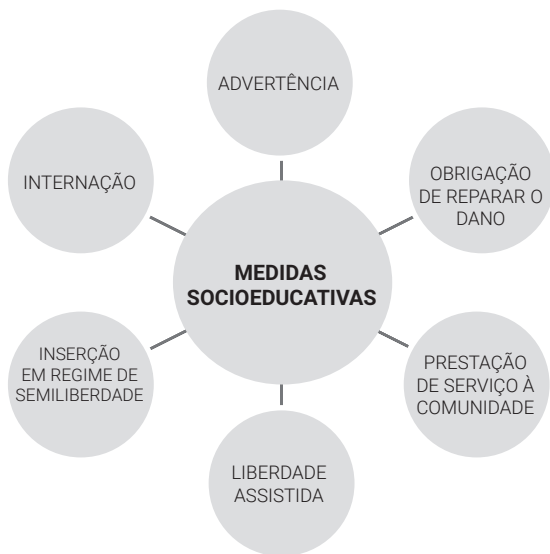 ADVERTÊNCIA
OBRIGAÇÃO
DE REPARAR O
DANO
PRESTAÇÃO
DE SERVIÇO À
COMUNIDADE
LIBERDADE
ASSISTIDA
INSERÇÃO
EM REGIME DE
SEMILIBERDADE
INTERNAÇÃO
MEDIDAS
SOCIOEDUCATIVAS